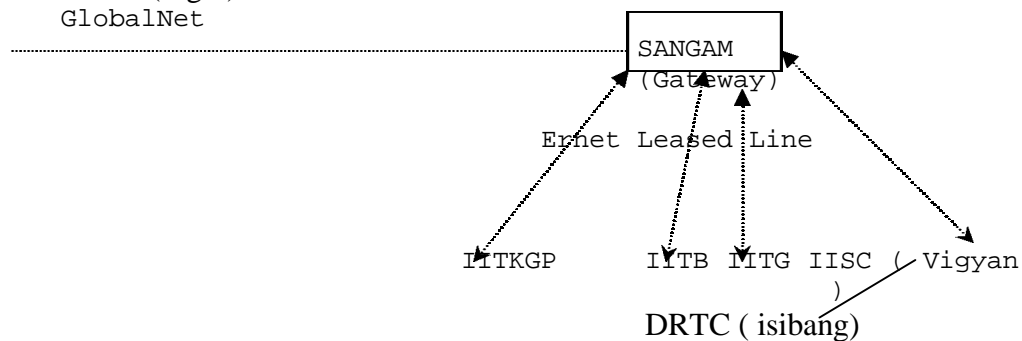 GlobalNet
SANGAM
(Gateway)
Ernet Leased Line
IITKGP IITB IITG IISC ( Vigyan
)
DRTC ( isibang)